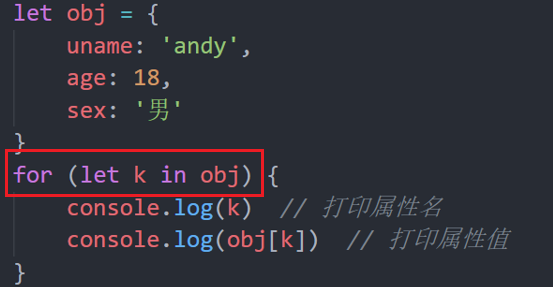 let obj = {
    uname: 'andy',
    age: 18,
    sex: '男'
}
for (let k in obj) {
    console.log(k)  // 打印属性名
    console.log(obj[k])  // 打印属性值
}